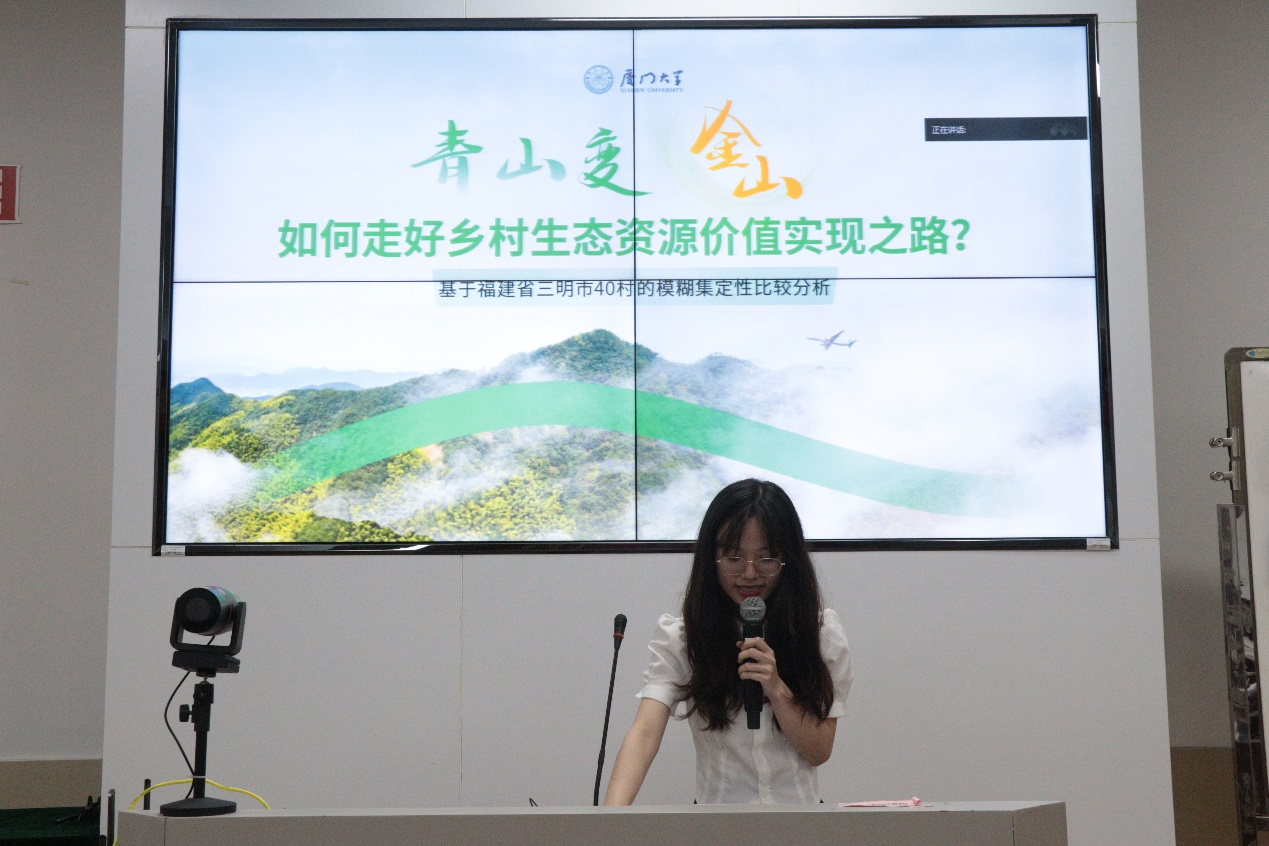 厦门大学
XIAMEN UNIVERSITY
正在讲话:
青山变金山
如何走好乡村生态资源价值实现之路?
基于福建省三明市40村的模糊集定性比较分析